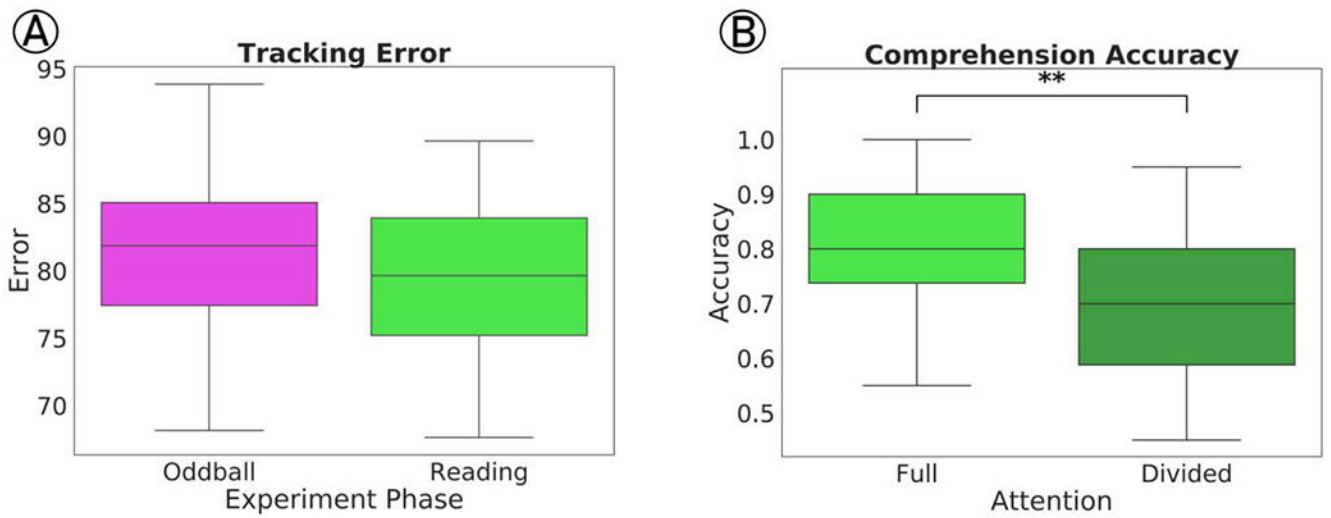 A
Tracking Error
95
90
85
80
75
70
Error
Oddball Reading
Experiment Phase
B
Comprehension Accuracy
**
1.0
0.9
0.8
0.7
0.6
0.5
Accuracy
Full Divided
Attention